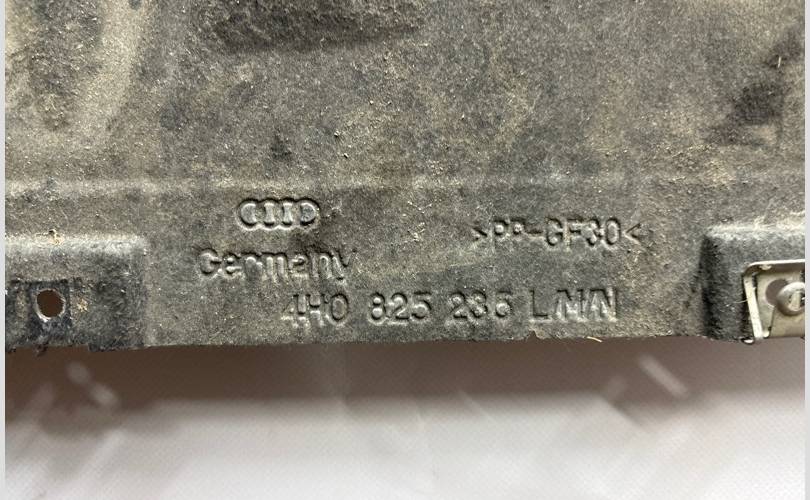 Germany
>PP-GF30<
4H0 825 236 L/M/N